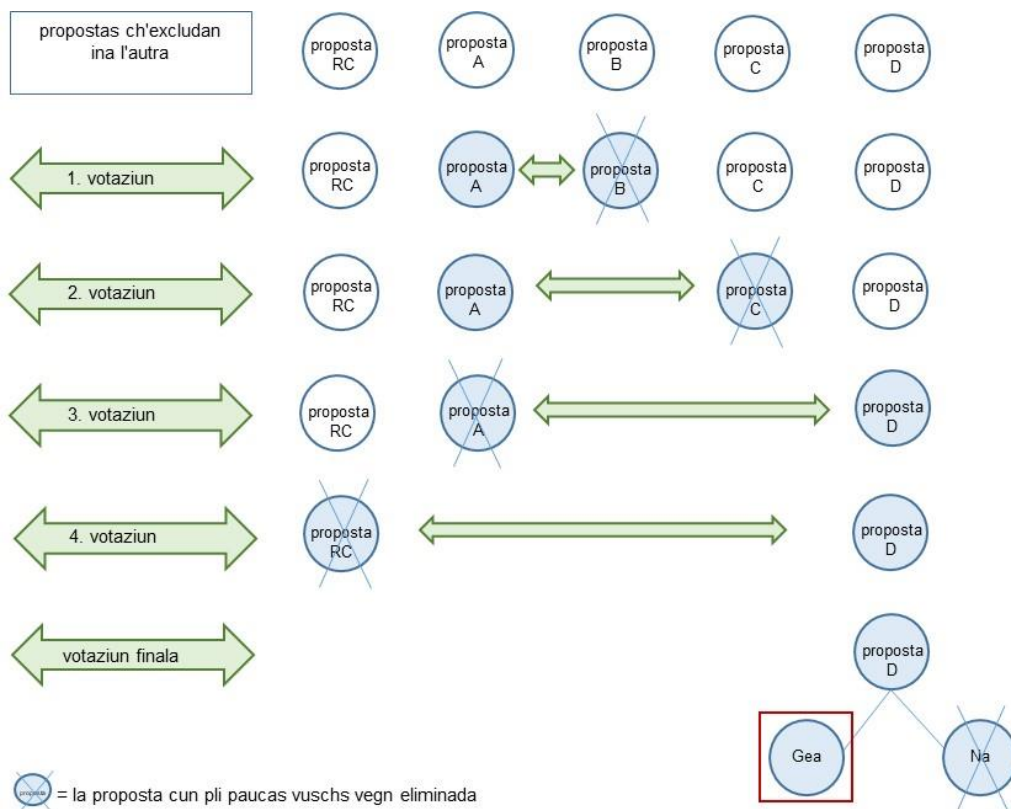 propostas ch'excludan
ina l'autra
proposta
RC
proposta
A
proposta
B
proposta
C
proposta
D
1. votaziun
proposta
RC
proposta
A
proposta
B
proposta
C
proposta
D
2. votaziun
proposta
RC
proposta
A
proposta
C
proposta
D
3. votaziun
proposta
RC
proposta
A
proposta
D
4. votaziun
proposta
RC
proposta
D
votaziun finala
proposta
D
Gea
Na
proposta
= la proposta cun pli paucas vuschs vegn eliminada